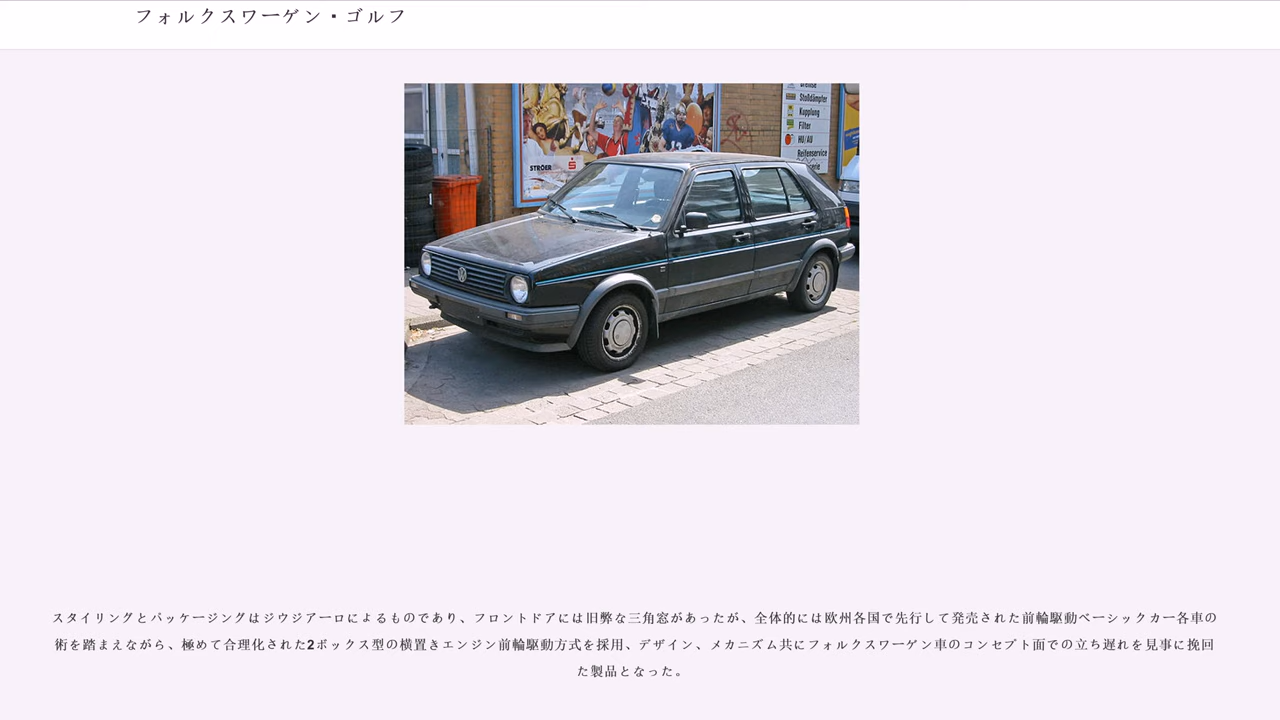 フォルクスワーゲン・ゴルフ
Bremsa
Stoßdämpfer
Kupplung
Filter
HU/AU
Reifenservice
STRÖER
スタイリングとパッケージングはジウジアーロによるものであり、フロントドアには旧弊な三角窓があったが、全体的には欧州各国で先行して発売された前輪駆動ベーシックカー各車の
術を踏まえながら、極めて合理化された2ボックス型の横置きエンジン前輪駆動方式を採用、デザイン、メカニズム共にフォルクスワーゲン車のコンセプト面での立ち遅れを見事に挽回
た製品となった。